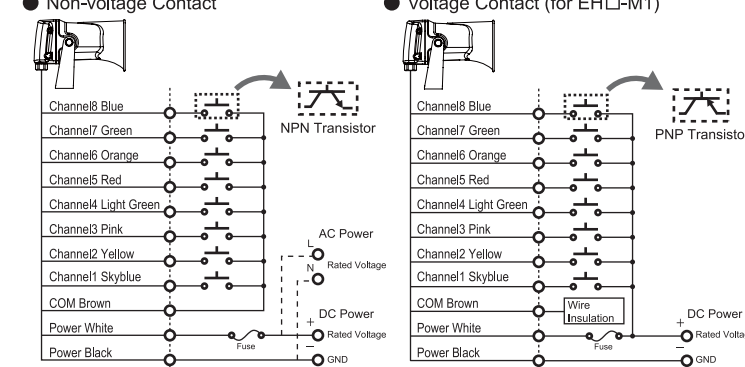 ● Non-Voltage Contact
Channel8 Blue
Channel7 Green
Channel6 Orange
Channel5 Red
Channel4 Light Green
Channel3 Pink
Channel2 Yellow
Channel1 Skyblue
COM Brown
Power White
Power Black
NPN Transistor
AC Power
L
Rated Voltage
N
DC Power
+
Rated Voltage
Fuse
−
GND
● Voltage Contact (for EH□-M1)
Channel8 Blue
Channel7 Green
Channel6 Orange
Channel5 Red
Channel4 Light Green
Channel3 Pink
Channel2 Yellow
Channel1 Skyblue
COM Brown
Power White
Power Black
PNP Transisto
Wire
Insulation
DC Power
+
Rated Volta
Fuse
−
GND